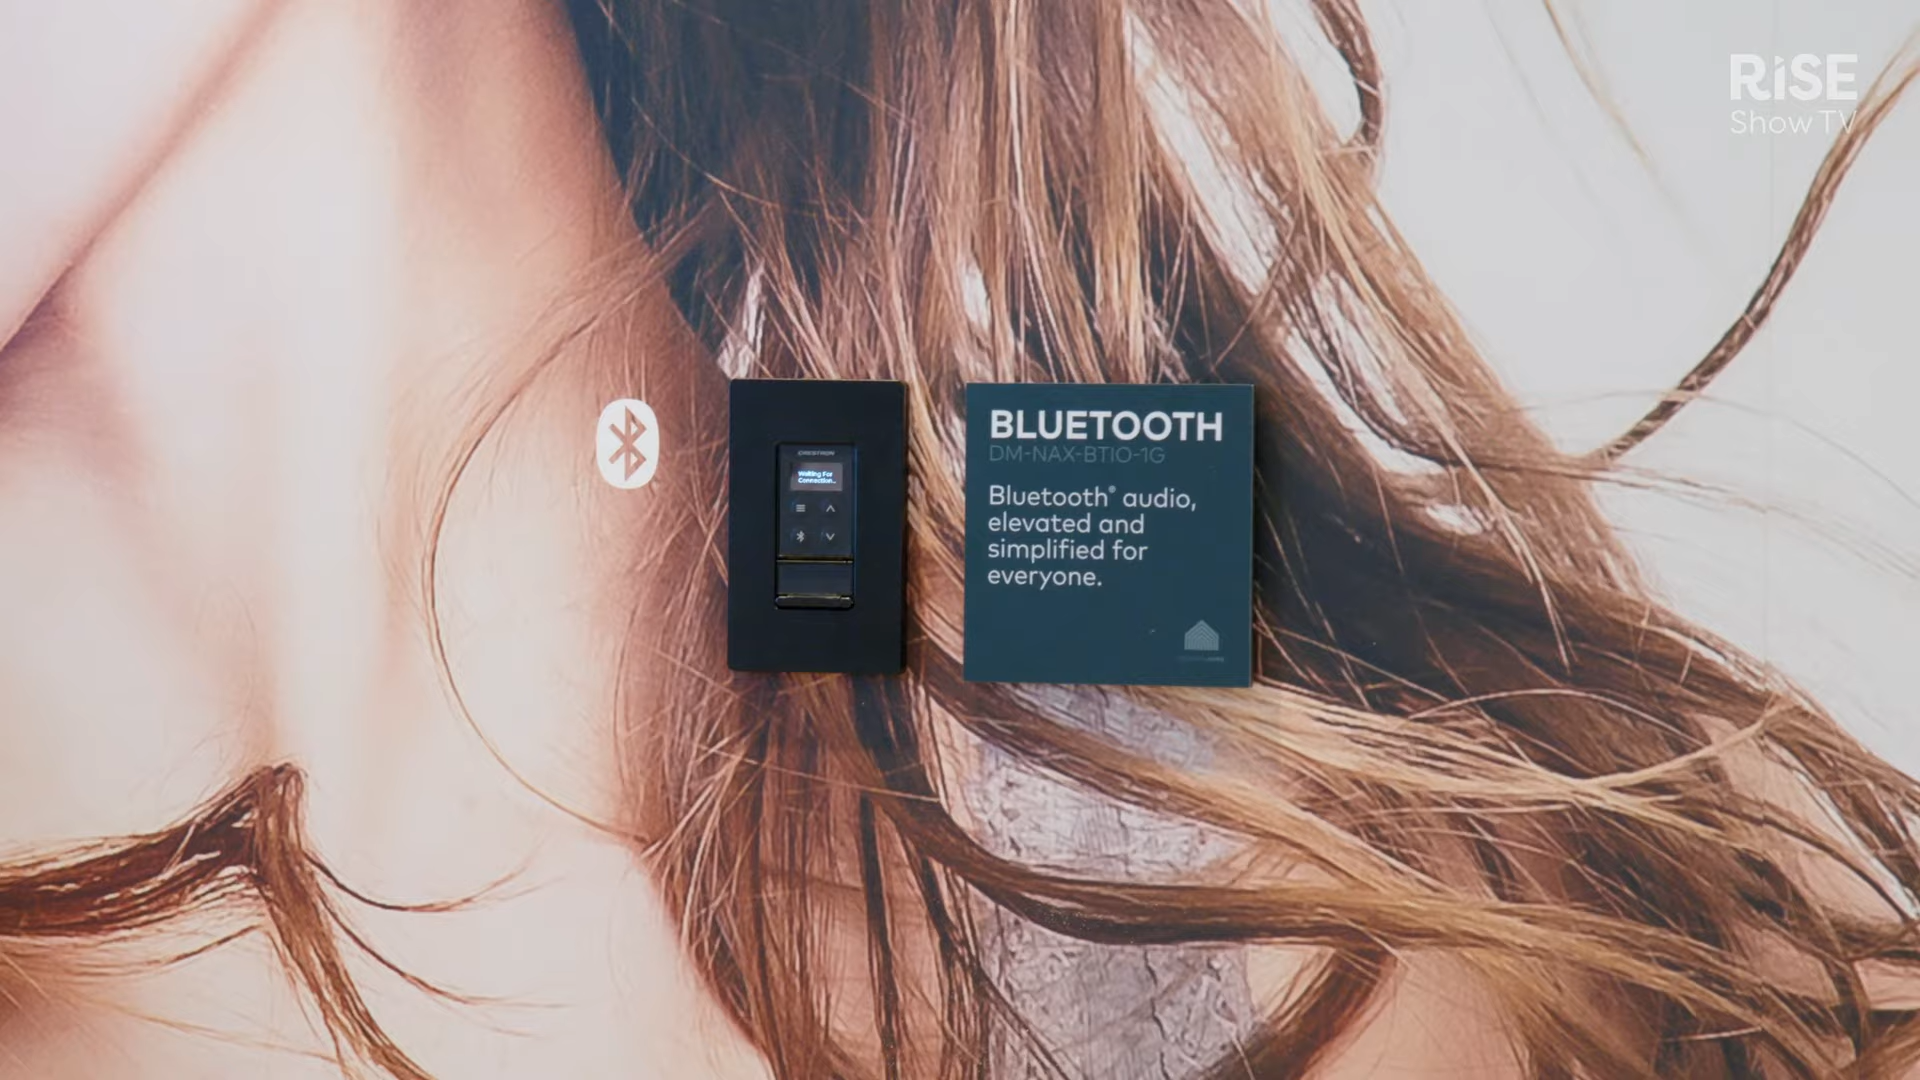 RiSE
Show TV
CRESTRON
Waiting For
Connection...
BLUETOOTH
DM-NAX-BTIO-1G
Bluetooth® audio,
elevated and
simplified for
everyone.